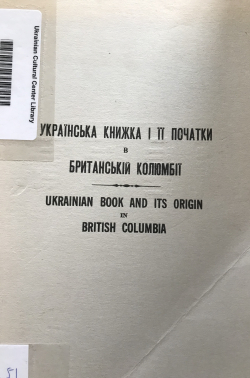 Ukrainian Cultural Center Library
УКРАЇНСЬКА КНИЖКА І ЇЇ ПОЧАТКИ
В
БРИТАНСЬКІЙ КОЛЮМБІЇ
UKRAINIAN BOOK AND ITS ORIGIN
IN
BRITISH COLUMBIA